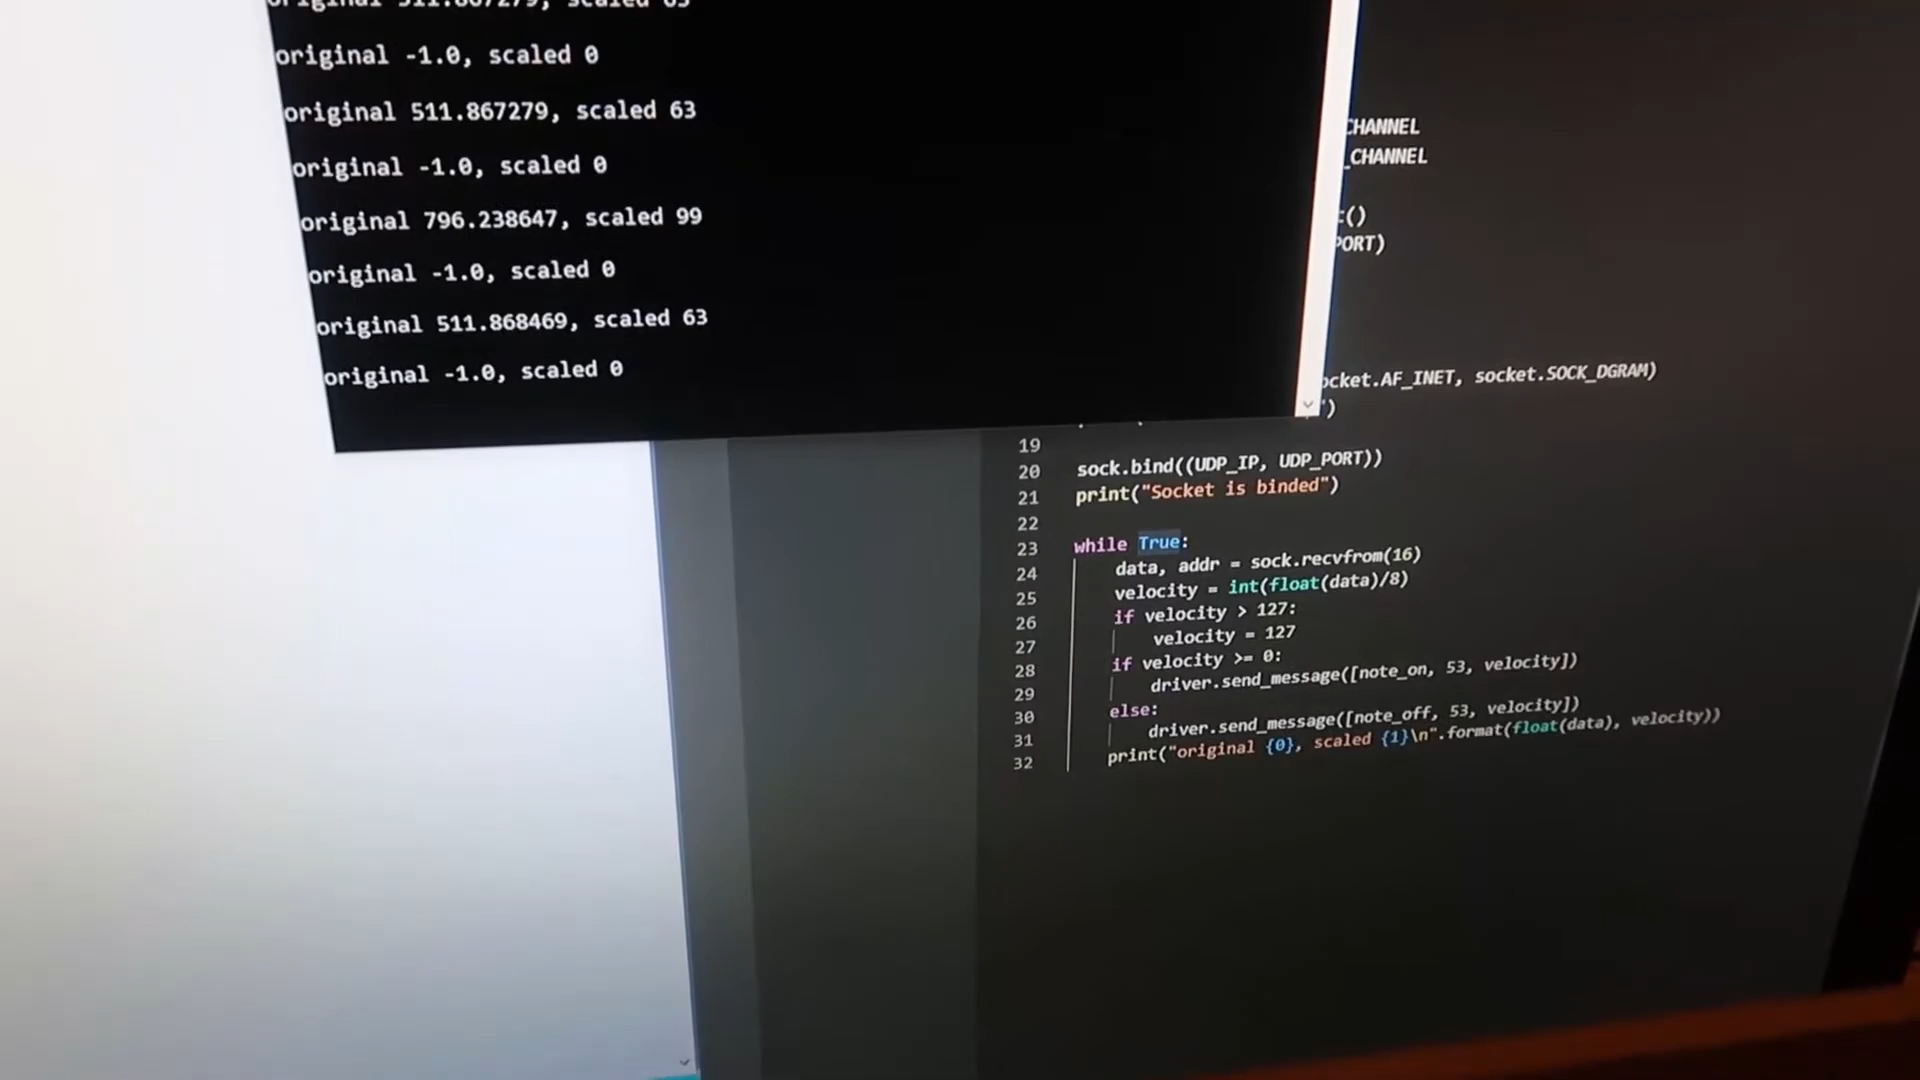 original 511.867279, scaled 63
original -1.0, scaled 0
original 511.867279, scaled 63
original -1.0, scaled 0
original 796.238647, scaled 99
original -1.0, scaled 0
original 511.868469, scaled 63
original -1.0, scaled 0
CHANNEL
_CHANNEL
()
PORT)
ocket.AF_INET, socket.SOCK_DGRAM)
")
19
20 sock.bind((UDP_IP, UDP_PORT))
21 print("Socket is binded")
22
23 while True:
24 data, addr = sock.recvfrom(16)
25 velocity = int(float(data)/8)
26 if velocity > 127:
27 velocity = 127
28 if velocity >= 0:
29 driver.send_message([note_on, 53, velocity])
30 else:
31 driver.send_message([note_off, 53, velocity])
32 print("original {0}, scaled {1}\n".format(float(data), velocity))